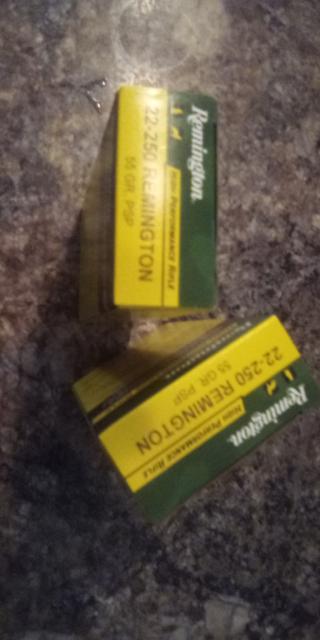 Remington
HIGH PERFORMANCE RIFLE
22-250 REMINGTON
55 GR. PSP
Remington
HIGH PERFORMANCE RIFLE
22-250 REMINGTON
55 GR. PSP